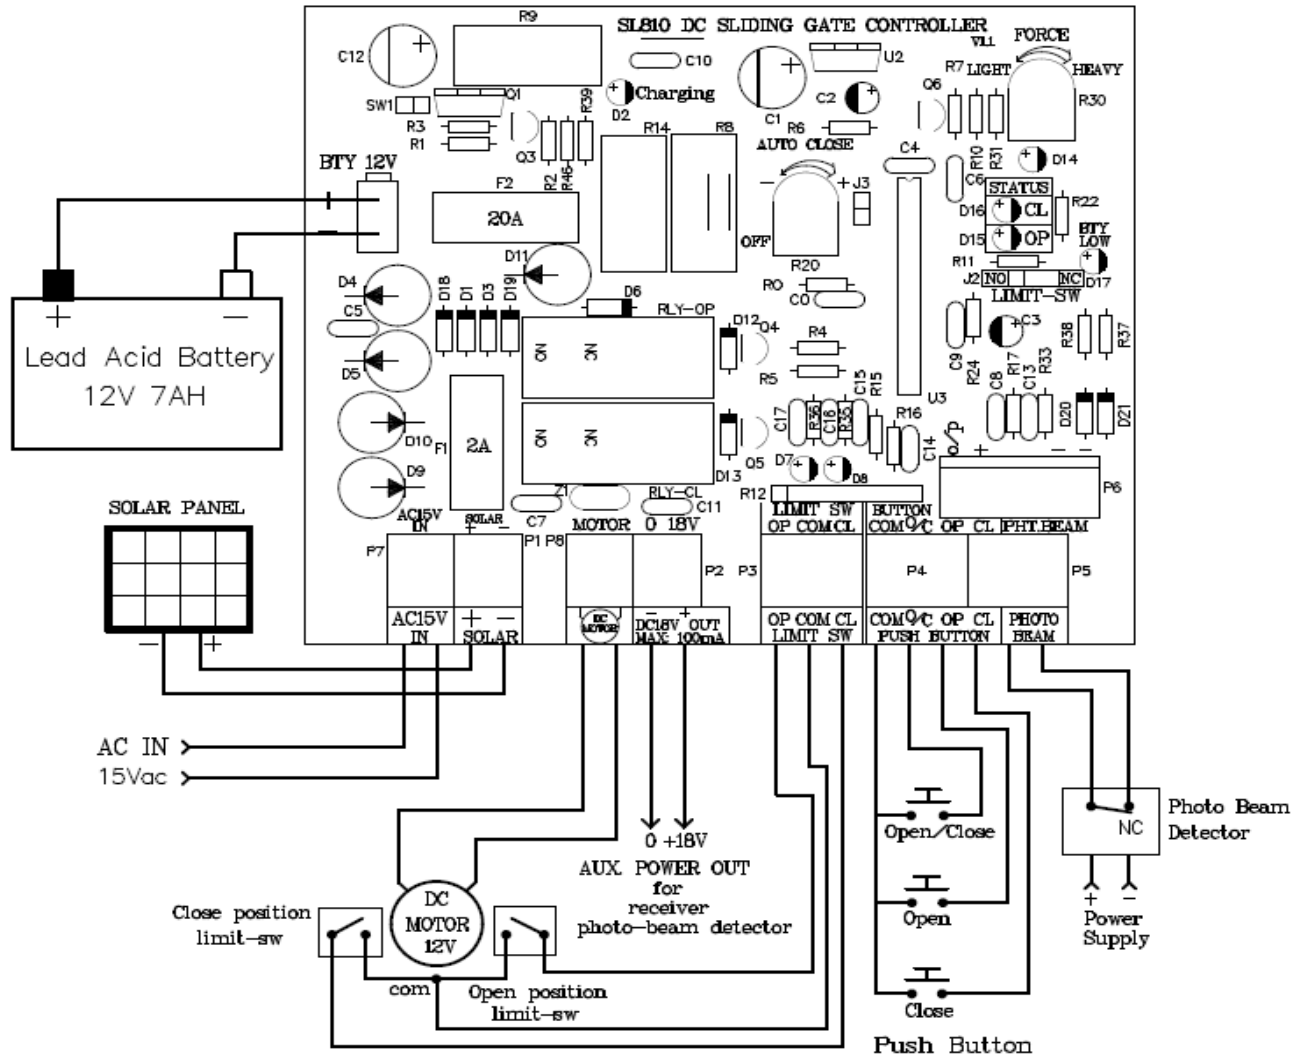 SL810 DC SLIDING GATE CONTROLLER
V1.1
R9
C12
C10
U2
FORCE
LIGHT
HEAVY
R7
Q6
R30
SW1
Q1
R39
D2
Charging
C1
C2
R6
R3
R1
Q3
R2
R46
R14
R8
AUTO CLOSE
- +
OFF
J3
C4
R10
R31
D14
C6
STATUS
D16 CL
D15 OP
R22
BTY 12V
+
-
F2
20A
D11
R20
R0
C0
R11
BTY LOW
J2 NO NC
D17
LIMIT-SW
D4
C5
D5
D18
D1
D3
D19
D6
RLY-OP
ON NC
D12
Q4
R4
R5
C9
R24
C3
C8
R17
C13
R33
R38
R37
Lead Acid Battery
12V 7AH
+ -
D10
D9
F1
2A
ON NC
D13
Q5
RLY-CL
C17
R36
C16
R35
C15
R15
R16
C14
U3
D20
D21
D7
D8
R12
o/p
+ - -
P6
Z1
C7
C11
SOLAR PANEL
- +
AC15V IN
SOLAR
+ -
MOTOR 0 18V
LIMIT SW
OP COM CL
BUTTON
COM O/C OP CL PHT.BEAM
P7
P1
P8
P2
P3
P4
P5
AC15V IN
+ -
SOLAR
DC MOTOR
- +
DC18V OUT
MAX: 100mA
OP COM CL
LIMIT SW
COM O/C OP CL
PUSH BUTTON
PHOTO BEAM
AC IN
15Vac
0 +18V
AUX. POWER OUT
for
receiver
photo-beam detector
DC
MOTOR
12V
Close position
limit-sw
com
Open position
limit-sw
Open/Close
Open
Close
Push Button
NC
Photo Beam
Detector
+ -
Power
Supply